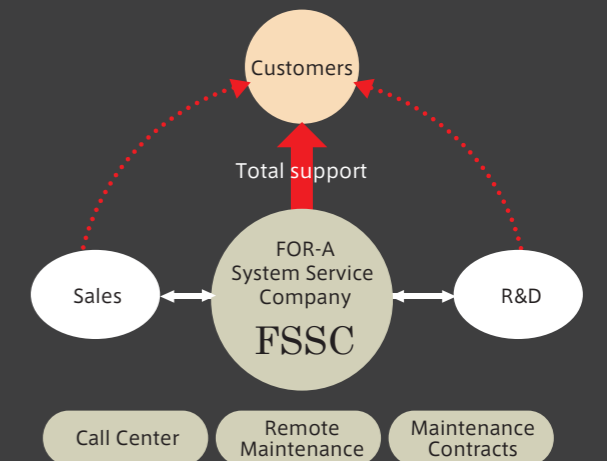 Customers
Total support
FOR-A
System Service
Company
FSSC
Sales
R&D
Call Center
Remote
Maintenance
Maintenance
Contracts